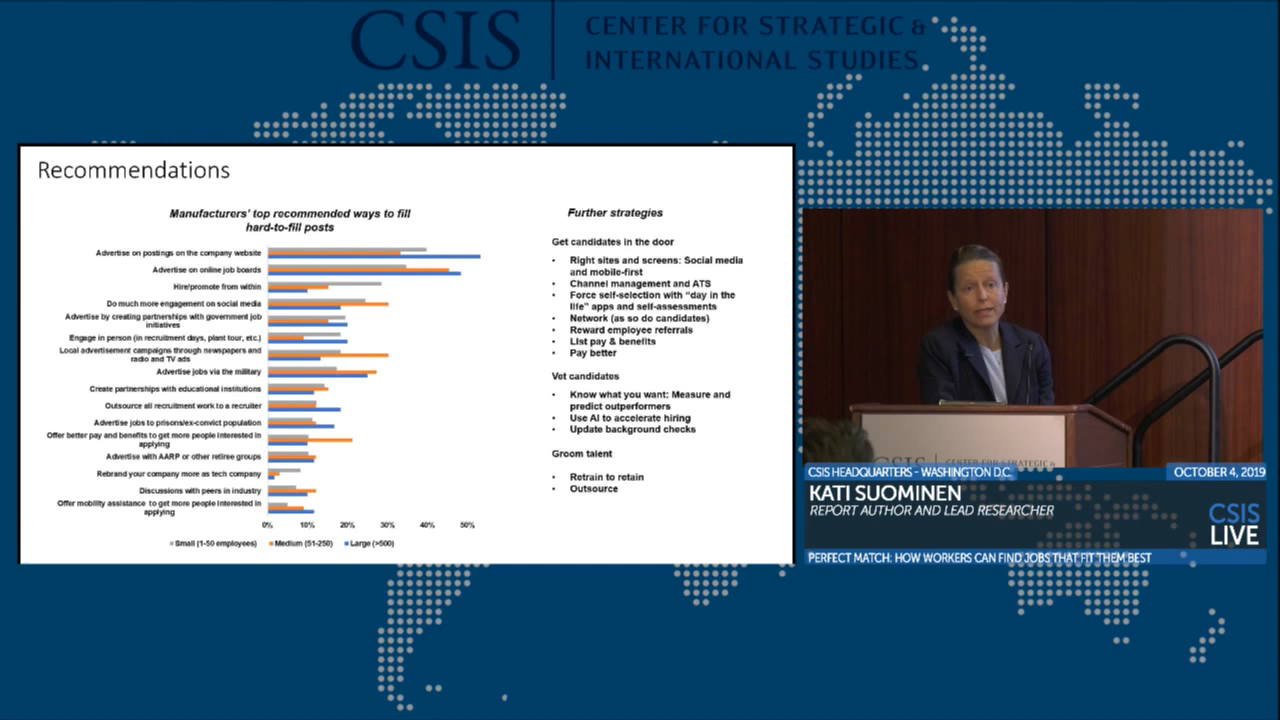 CSIS
CENTER FOR STRATEGIC &
INTERNATIONAL STUDIES
Recommendations
Manufacturers' top recommended ways to fill
hard-to-fill posts
Advertise on postings on the company website
Advertise on online job boards
Hire/promote from within
Do much more engagement on social media
Advertise by creating partnerships with government job
initiatives
Engage in person (in recruitment days, plant tour, etc.)
Local advertisement campaigns through newspapers and
radio and TV ads
Advertise jobs via the military
Create partnerships with educational institutions
Outsource all recruitment work to a recruiter
Advertise jobs to prisons/ex-convict population
Offer better pay and benefits to get more people interested in
applying
Advertise with AARP or other retiree groups
Rebrand your company more as tech company
Discussions with peers in industry
Offer mobility assistance to get more people interested in
applying
0% 10% 20% 30% 40% 50%
Small (1-50 employees) Medium (51-250) Large (>500)
Further strategies
Get candidates in the door
• Right sites and screens: Social media
and mobile-first
• Channel management and ATS
• Force self-selection with "day in the
life" apps and self-assessments
• Network (as so do candidates)
• Reward employee referrals
• List pay & benefits
• Pay better
Vet candidates
• Know what you want: Measure and
predict outperformers
• Use AI to accelerate hiring
• Update background checks
Groom talent
• Retrain to retain
• Outsource
CENTER FOR STRATEGIC &
CSIS HEADQUARTERS - WASHINGTON D.C.
OCTOBER 4, 2019
KATI SUOMINEN
REPORT AUTHOR AND LEAD RESEARCHER
CSIS
LIVE
PERFECT MATCH: HOW WORKERS CAN FIND JOBS THAT FIT THEM BEST